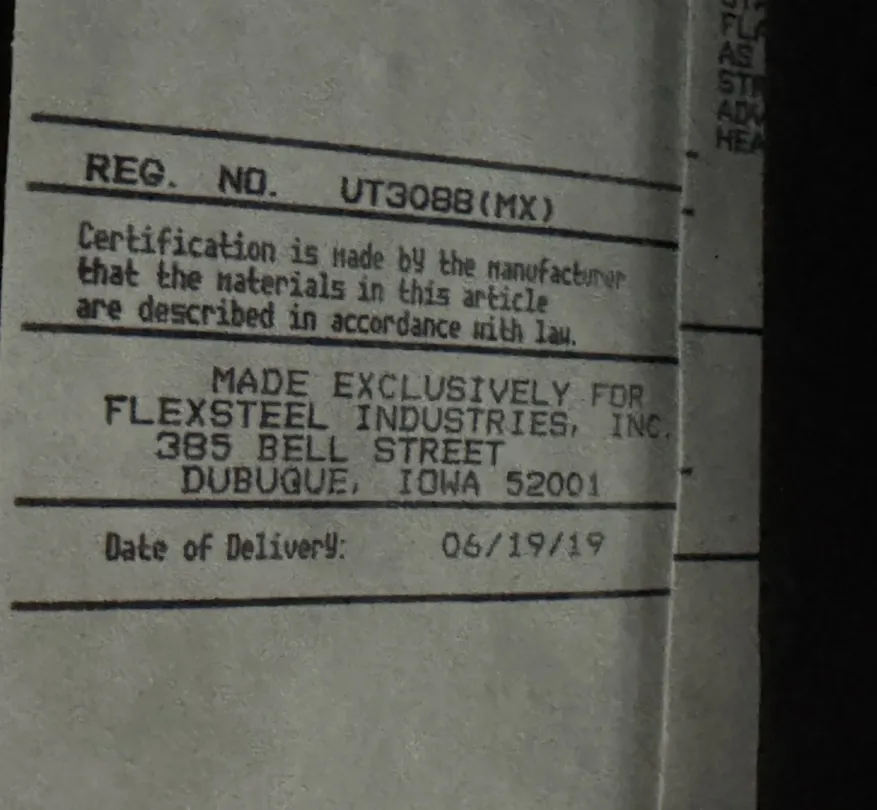 REG. NO. UT3088(MX)
Certification is made by the manufacturer
that the materials in this article
are described in accordance with law.
MADE EXCLUSIVELY FOR
FLEXSTEEL INDUSTRIES, INC.
385 BELL STREET
DUBUQUE, IOWA 52001
Date of Delivery: 06/19/19
AS